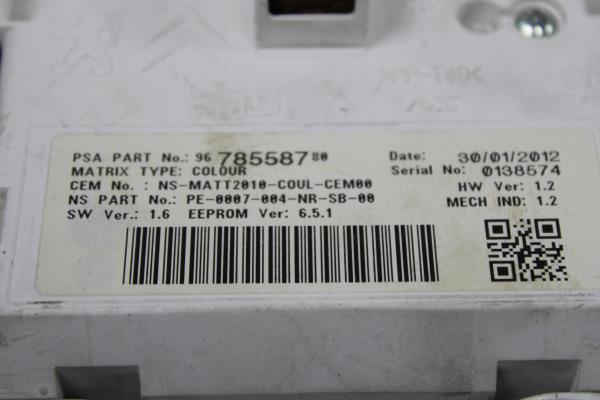 PSA PART No.: 96 785587 80 Date: 30/01/2012
MATRIX TYPE: COLOUR Serial No: 0138574
CEM No. : NS-MATT2010-COUL-CEM00 HW Ver: 1.2
NS PART No.: PE-0007-004-NR-SB-00 MECH IND: 1.2
SW Ver.: 1.6 EEPROM Ver: 6.5.1